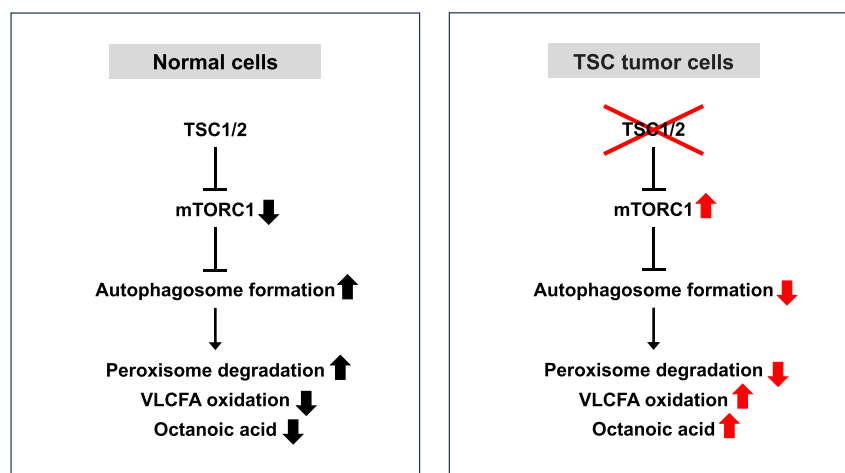 Normal cells
TSC1/2
mTORC1
Autophagosome formation
Peroxisome degradation
VLCFA oxidation
Octanoic acid
TSC tumor cells
TSC1/2
mTORC1
Autophagosome formation
Peroxisome degradation
VLCFA oxidation
Octanoic acid